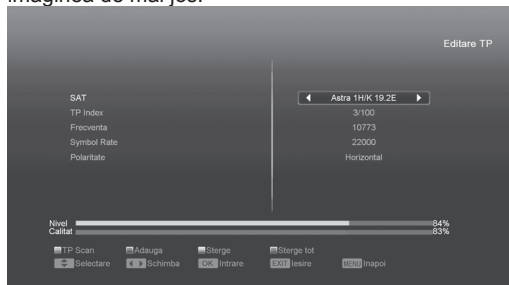 imaginea de mai jos.
Editare TP
SAT Astra 1H/K 19.2E
TP Index 3/100
Frecventa 10773
Symbol Rate 22000
Polaritate Horizontal
Nivel 84%
Calitat 83%
TP Scan Adauga Sterge Sterge tot
Selectare Schimba OK Intrare EXIT Iesire MENU Inapoi